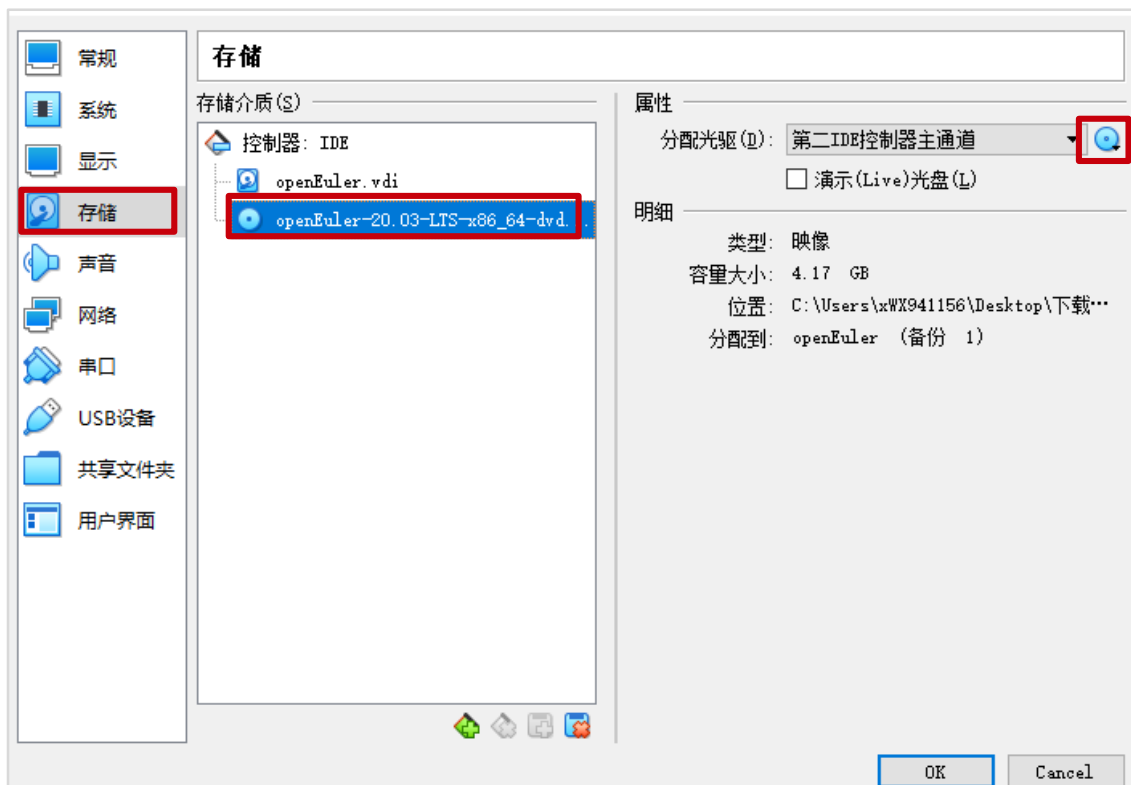 常规
系统
显示
存储
声音
网络
串口
USB设备
共享文件夹
用户界面
存储
存储介质(S)
控制器: IDE
openEuler.vdi
openEuler-20.03-LTS-x86_64-dvd...
属性
分配光驱(D): 第二IDE控制器主通道
演示(Live)光盘(L)
明细
类型: 映像
容量大小: 4.17 GB
位置: C:\Users\xWX941156\Desktop\下载…
分配到: openEuler (备份 1)
OK Cancel